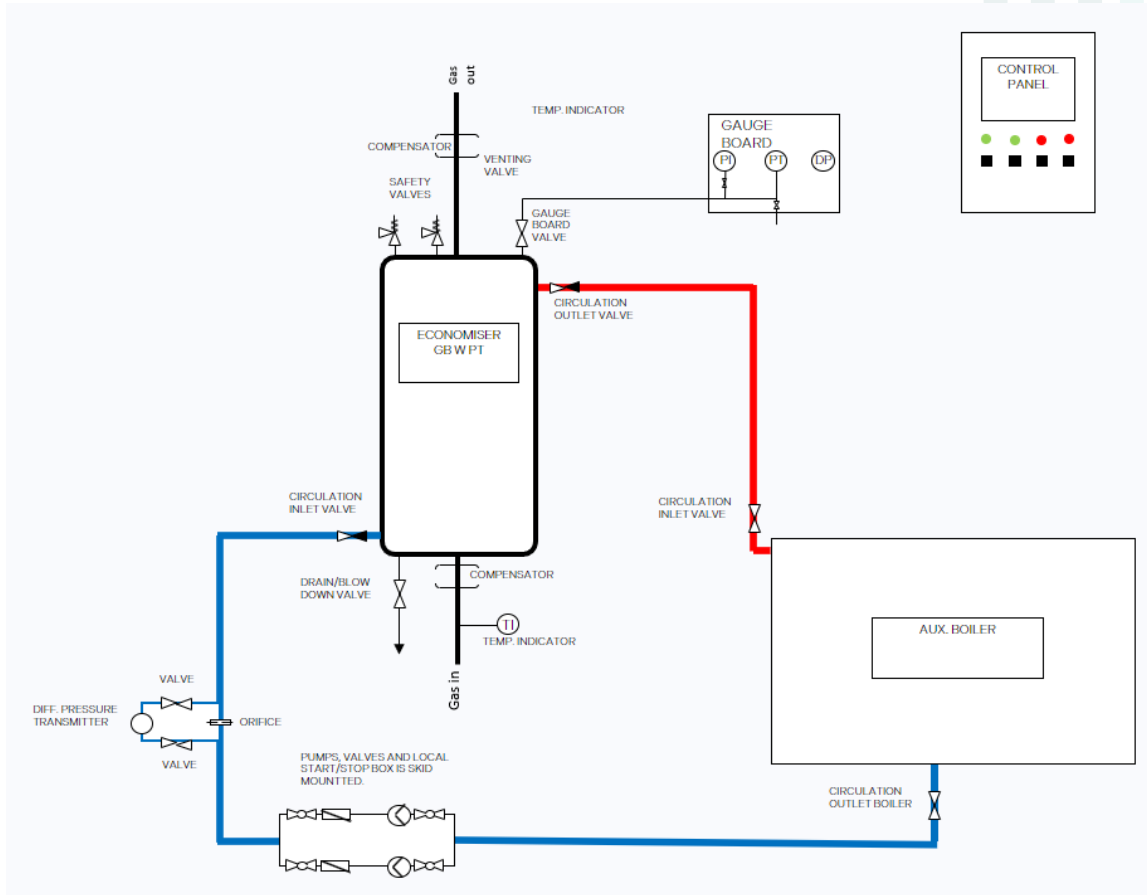 Gas
out
TEMP. INDICATOR
CONTROL
PANEL
GAUGE
BOARD
PI
PT
DP
COMPENSATOR
VENTING
VALVE
SAFETY
VALVES
GAUGE
BOARD
VALVE
CIRCULATION
OUTLET VALVE
ECONOMISER
GB W PT
CIRCULATION
INLET VALVE
CIRCULATION
INLET VALVE
COMPENSATOR
DRAIN/BLOW
DOWN VALVE
TI
TEMP. INDICATOR
Gas in
AUX. BOILER
VALVE
DIFF. PRESSURE
TRANSMITTER
ORIFICE
VALVE
PUMPS, VALVES AND LOCAL
START/STOP BOX IS SKID
MOUNTTED.
CIRCULATION
OUTLET BOILER